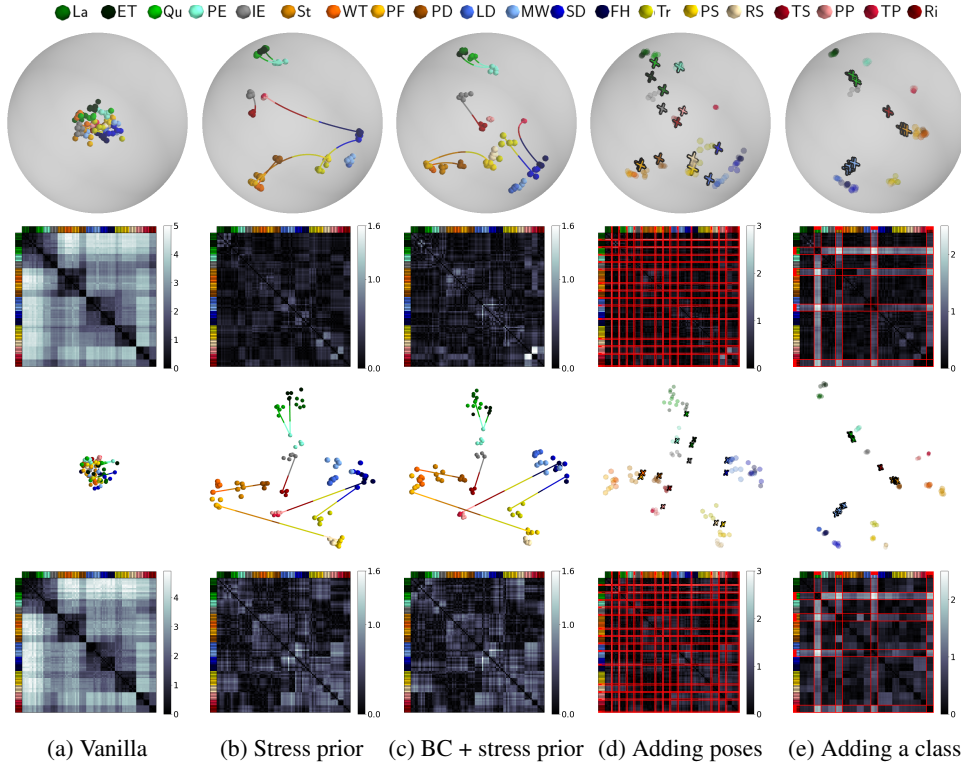 La ET Qu PE IE St WT PF PD LD MW SD FH Tr PS RS TS PP TP Ri
5 1.6 1.6 3 2
4
3 1.0 1.0 2 1
2
1 1
0 0.0 0.0 0 0
4 1.6 1.6 3 2
3 1.0 1.0 2
2 1
1 1
0 0.0 0.0 0 0
(a) Vanilla (b) Stress prior (c) BC + stress prior (d) Adding poses (e) Adding a class